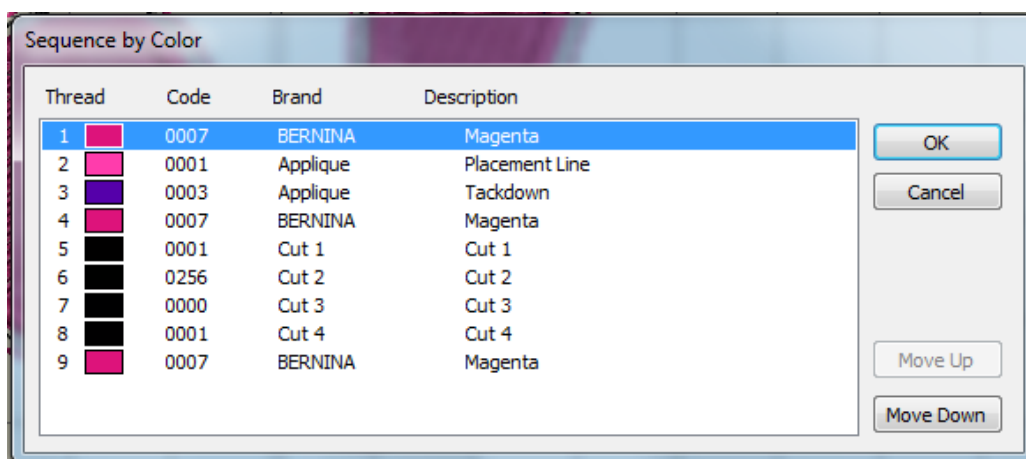 Sequence by Color
Thread Code Brand Description
1 0007 BERNINA Magenta
2 0001 Applique Placement Line
3 0003 Applique Tackdown
4 0007 BERNINA Magenta
5 0001 Cut 1 Cut 1
6 0256 Cut 2 Cut 2
7 0000 Cut 3 Cut 3
8 0001 Cut 4 Cut 4
9 0007 BERNINA Magenta
OK
Cancel
Move Up
Move Down